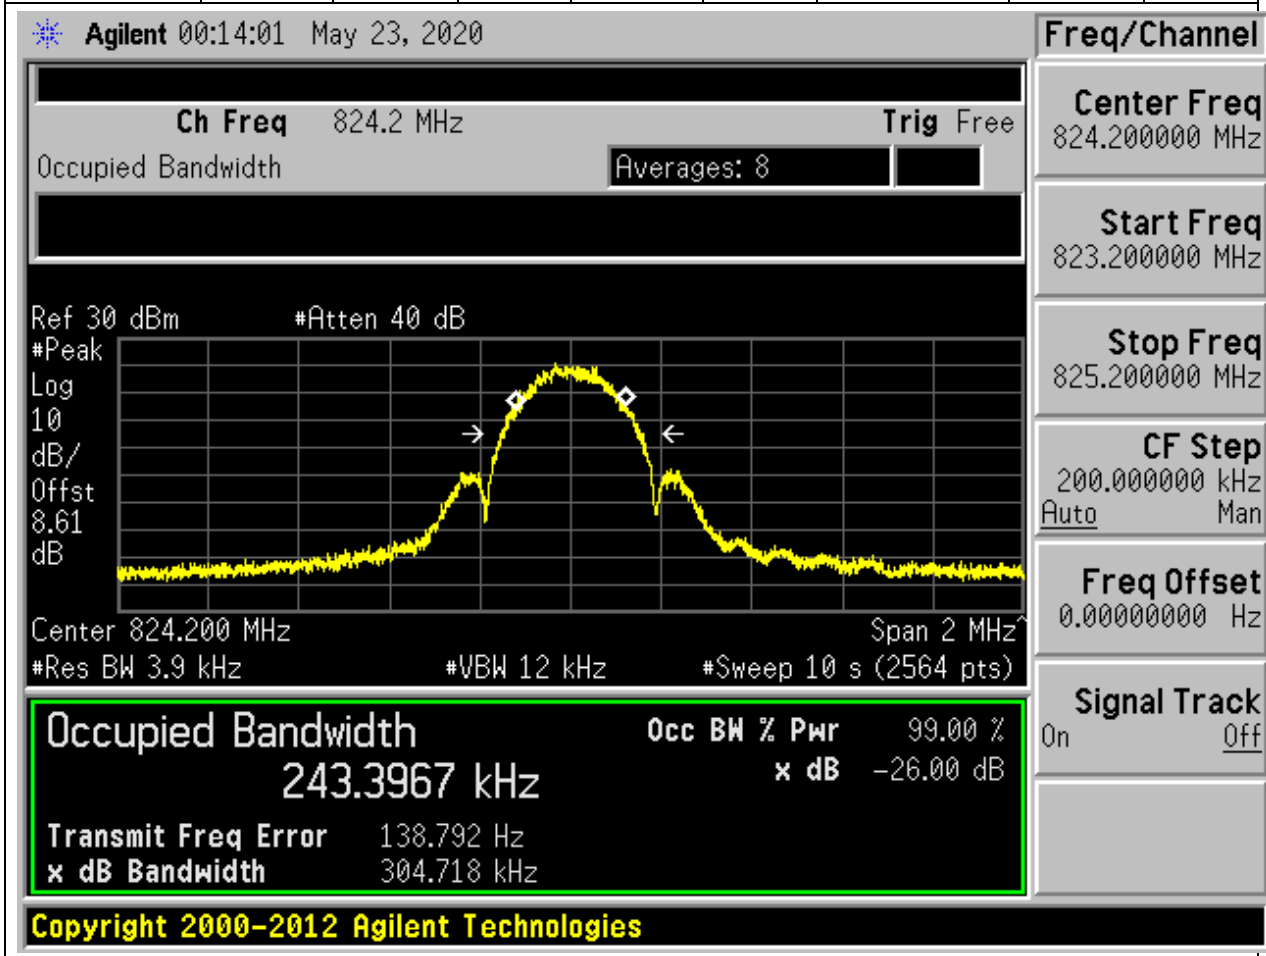 Agilent 00:14:01 May 23, 2020
Freq/Channel
Ch Freq 824.2 MHz Trig Free
Occupied Bandwidth Averages: 8
Center Freq
824.200000 MHz
Start Freq
823.200000 MHz
Stop Freq
825.200000 MHz
CF Step
200.000000 kHz
Auto Man
Freq Offset
0.00000000 Hz
Signal Track
On Off
Ref 30 dBm #Atten 40 dB
#Peak
Log
10
dB/
Offst
8.61
dB
Center 824.200 MHz Span 2 MHz^
#Res BW 3.9 kHz #VBW 12 kHz #Sweep 10 s (2564 pts)
Occupied Bandwidth Occ BW % Pwr 99.00 %
243.3967 kHz x dB -26.00 dB
Transmit Freq Error 138.792 Hz
x dB Bandwidth 304.718 kHz
Copyright 2000-2012 Agilent Technologies